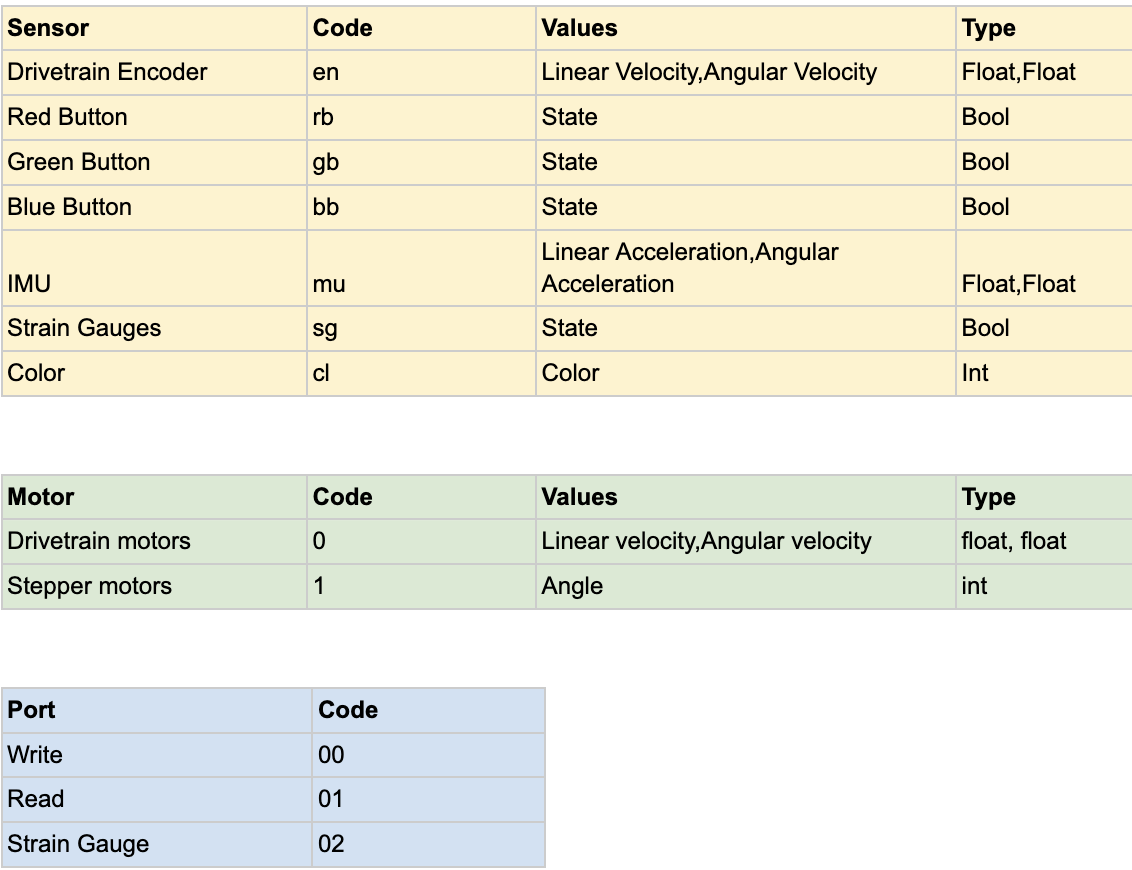 Sensor Code Values Type
Drivetrain Encoder en Linear Velocity,Angular Velocity Float,Float
Red Button rb State Bool
Green Button gb State Bool
Blue Button bb State Bool
IMU mu Linear Acceleration,Angular Acceleration Float,Float
Strain Gauges sg State Bool
Color cl Color Int
Motor Code Values Type
Drivetrain motors 0 Linear velocity,Angular velocity float, float
Stepper motors 1 Angle int
Port Code
Write 00
Read 01
Strain Gauge 02